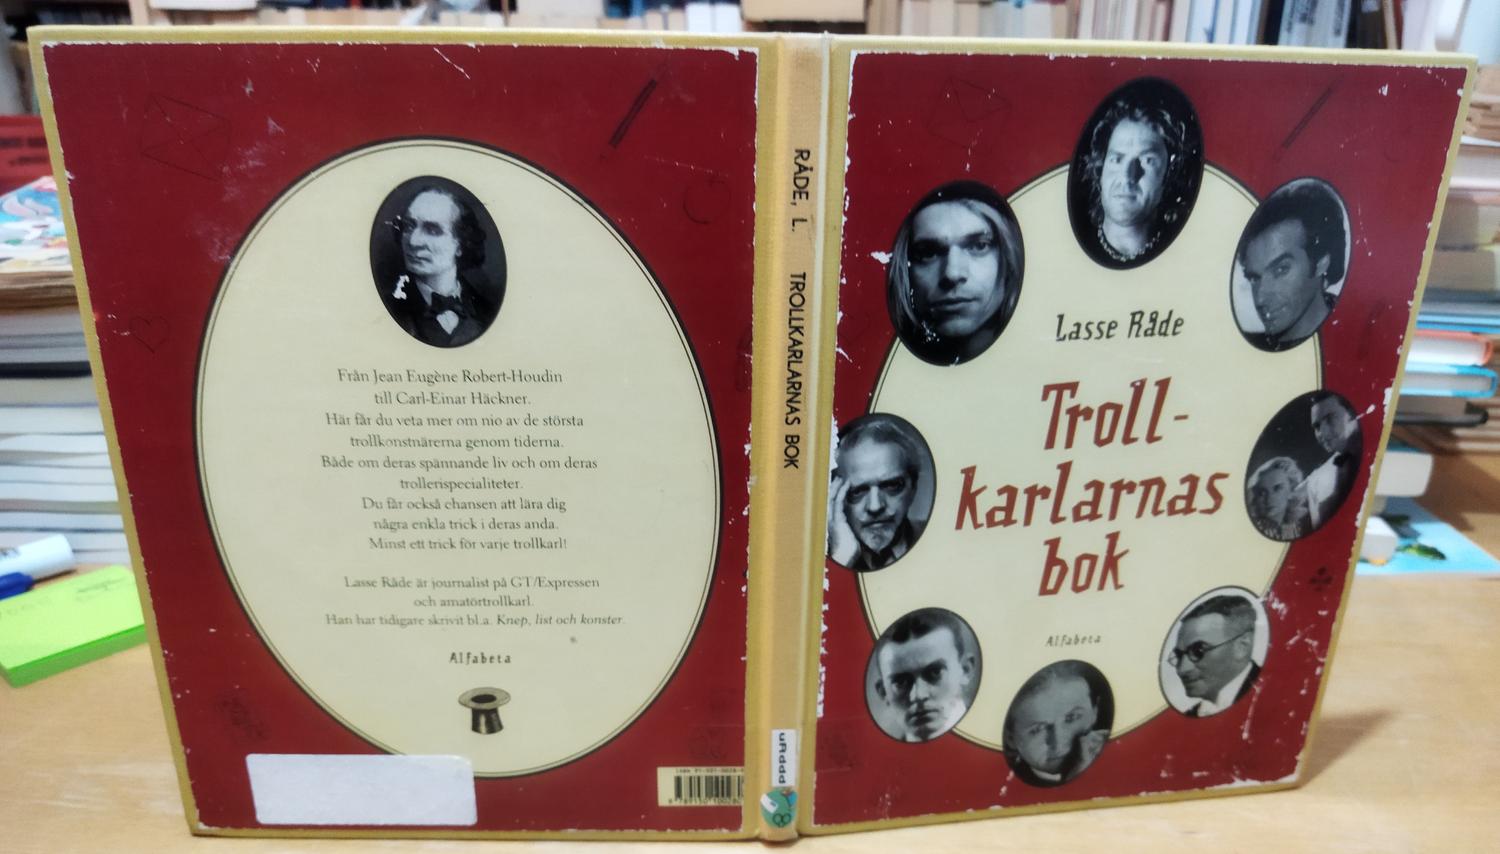 Från Jean Eugène Robert-Houdin
till Carl-Einar Häckner.
Här får du veta mer om nio av de största
trollkonstnärerna genom tiderna.
Både om deras spännande liv och om deras
trollerispecialiteter.
Du får också chansen att lära dig
några enkla trick i deras anda.
Minst ett trick för varje trollkarl!
Lasse Råde är journalist på GT/Expressen
och amatörtrollkarl.
Han har tidigare skrivit bl.a. Knep, list och konster.
Alfabeta
RÅDE, L. TROLLKARLARNAS BOK
uAdddp
Lasse Råde
Troll-
karlarnas
bok
Alfabeta